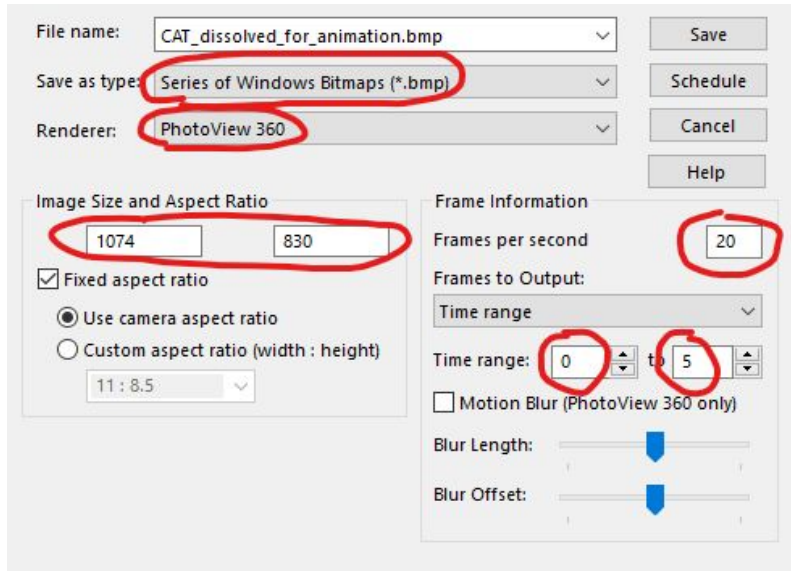 File name: CAT_dissolved_for_animation.bmp Save
Save as type: Series of Windows Bitmaps (*.bmp) Schedule
Renderer: PhotoView 360 Cancel
Help
Image Size and Aspect Ratio
1074 830
Fixed aspect ratio
Use camera aspect ratio
Custom aspect ratio (width : height)
11 : 8.5
Frame Information
Frames per second 20
Frames to Output:
Time range
Time range: 0 to 5
Motion Blur (PhotoView 360 only)
Blur Length:
Blur Offset: